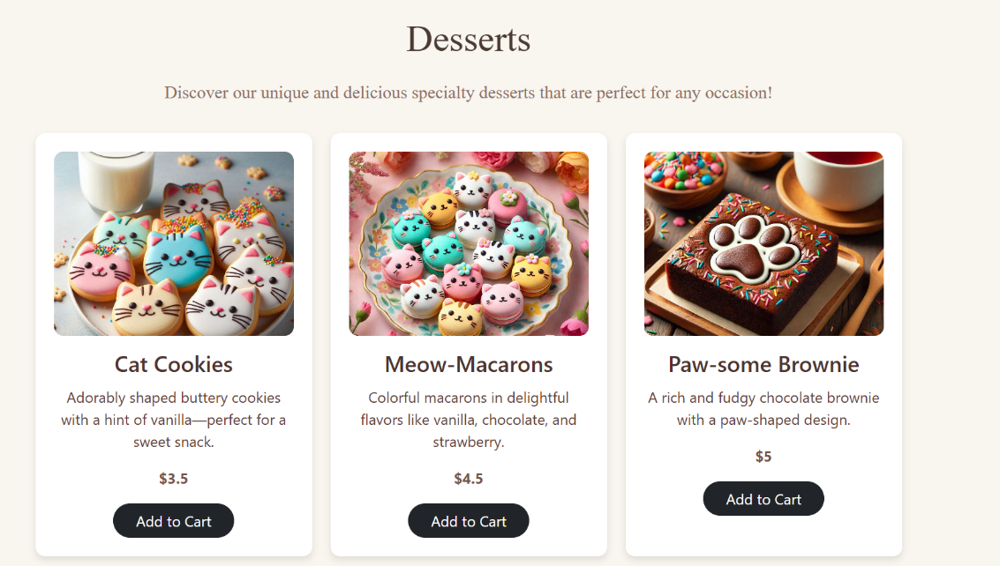 Desserts
Discover our unique and delicious specialty desserts that are perfect for any occasion!
Cat Cookies
Adorably shaped buttery cookies
with a hint of vanilla—perfect for a
sweet snack.
$3.5
Add to Cart
Meow-Macarons
Colorful macarons in delightful
flavors like vanilla, chocolate, and
strawberry.
$4.5
Add to Cart
Paw-some Brownie
A rich and fudgy chocolate brownie
with a paw-shaped design.
$5
Add to Cart